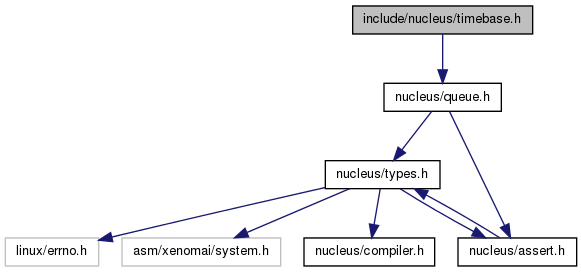 include/nucleus/timebase.h
nucleus/queue.h
nucleus/types.h
linux/errno.h
asm/xenomai/system.h
nucleus/compiler.h
nucleus/assert.h